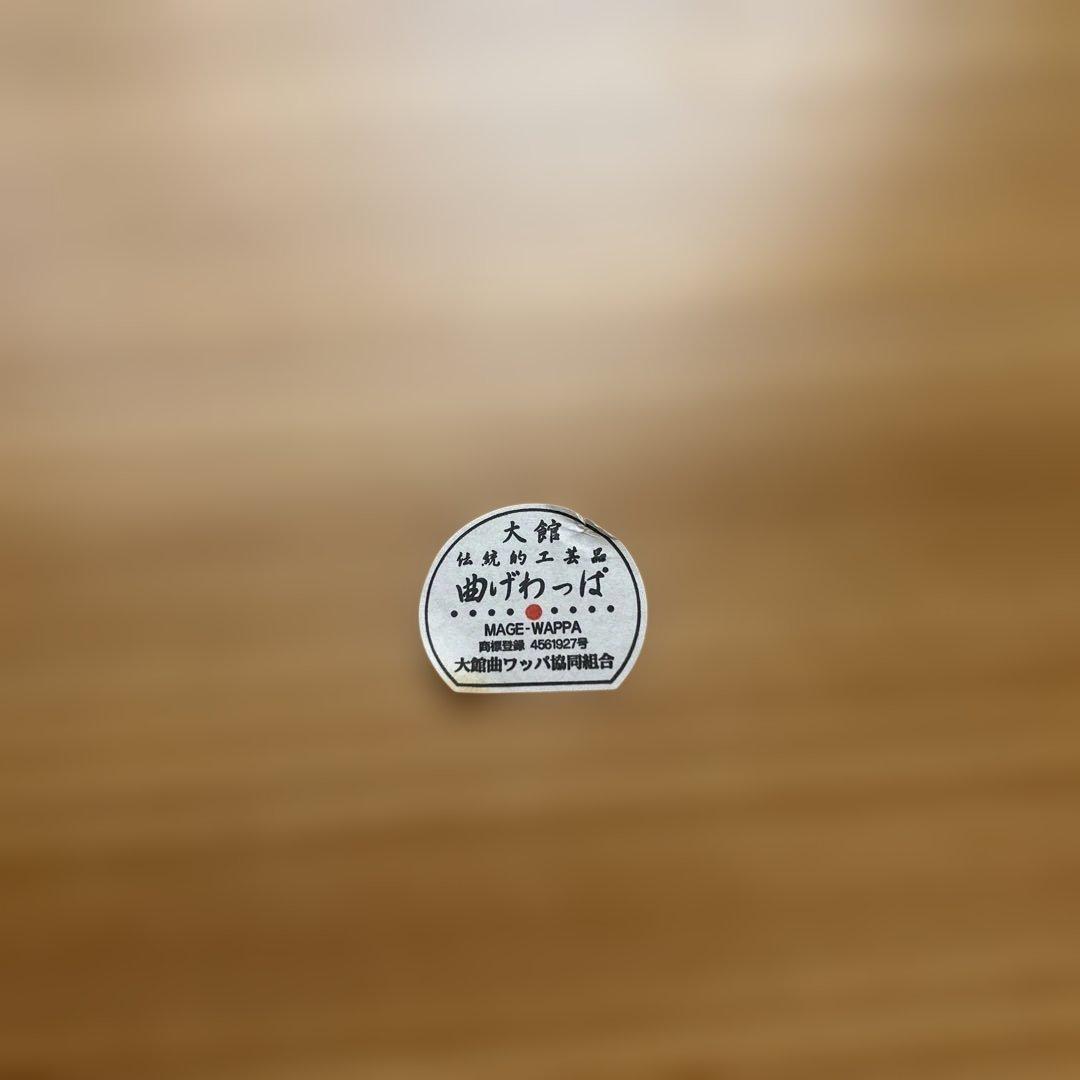 大館
伝統的工芸品
曲げわっぱ
MAGE-WAPPA
商標登録 4561927号
大館曲ワッパ協同組合